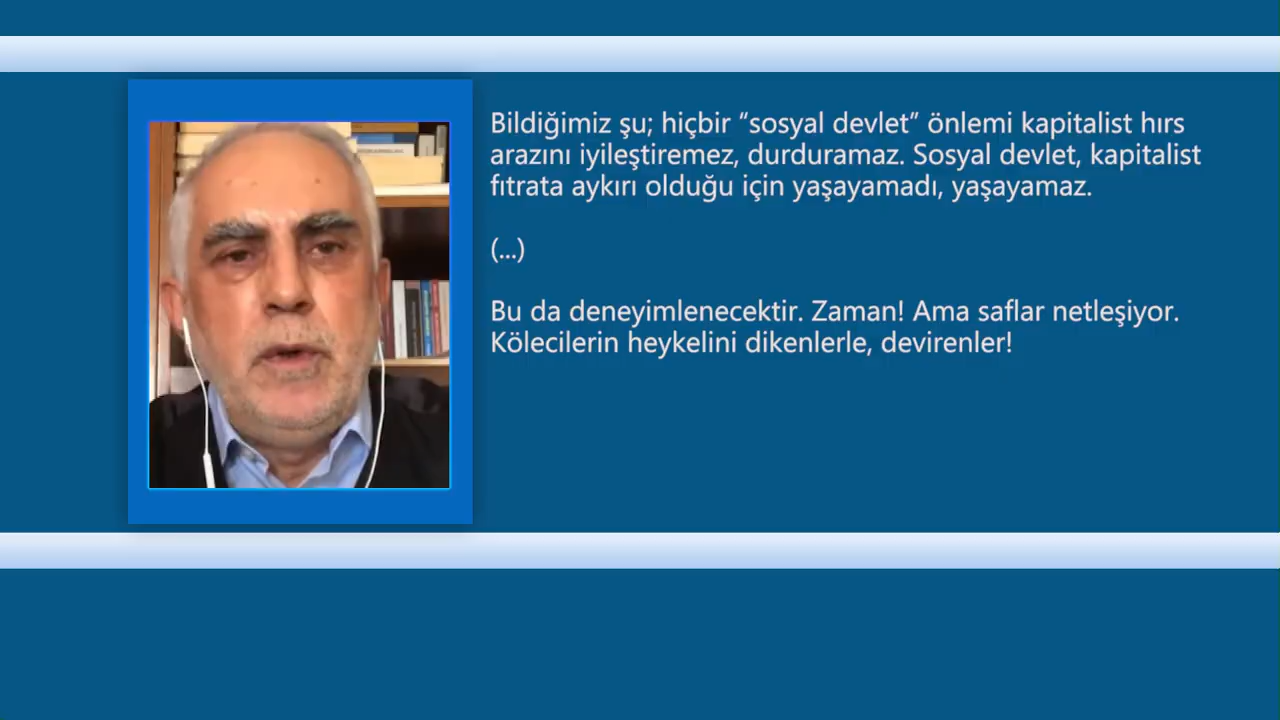 Bildiğimiz şu; hiçbir “sosyal devlet” önlemi kapitalist hırs
arazını iyileştiremez, durduramaz. Sosyal devlet, kapitalist
fıtrata aykırı olduğu için yaşayamadı, yaşayamaz.
(...)
Bu da deneyimlenecektir. Zaman! Ama saflar netleşiyor.
Kölecilerin heykelini dikenlerle, devirenler!